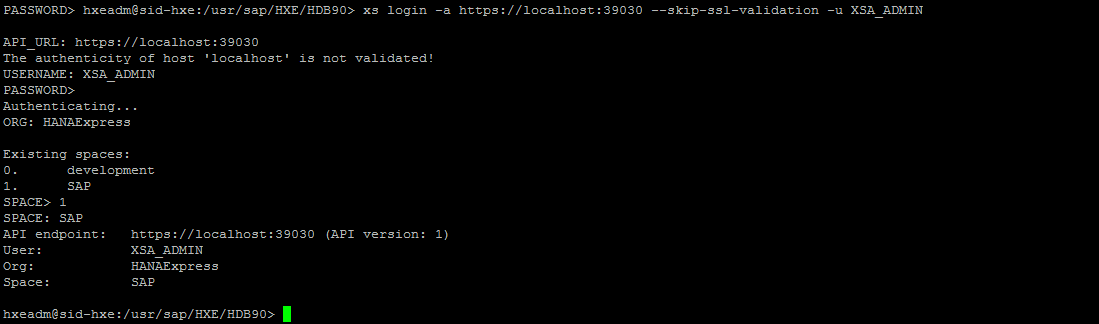 PASSWORD> hxeadm@sid-hxe:/usr/sap/HXE/HDB90> xs login -a https://localhost:39030 --skip-ssl-validation -u XSA_ADMIN
API_URL: https://localhost:39030
The authenticity of host 'localhost' is not validated!
USERNAME: XSA_ADMIN
PASSWORD>
Authenticating...
ORG: HANAExpress
Existing spaces:
0. development
1. SAP
SPACE> 1
SPACE: SAP
API endpoint: https://localhost:39030 (API version: 1)
User: XSA_ADMIN
Org: HANAExpress
Space: SAP
hxeadm@sid-hxe:/usr/sap/HXE/HDB90>